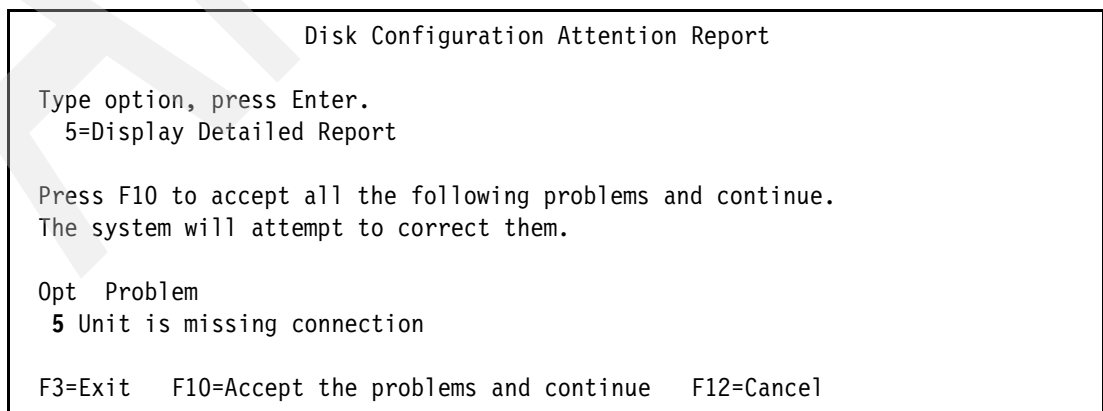 Disk Configuration Attention Report
Type option, press Enter.
5=Display Detailed Report
Press F10 to accept all the following problems and continue.
The system will attempt to correct them.
Opt Problem
5 Unit is missing connection
F3=Exit F10=Accept the problems and continue F12=Cancel